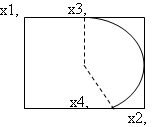 x1, x3,
x4,
x2,